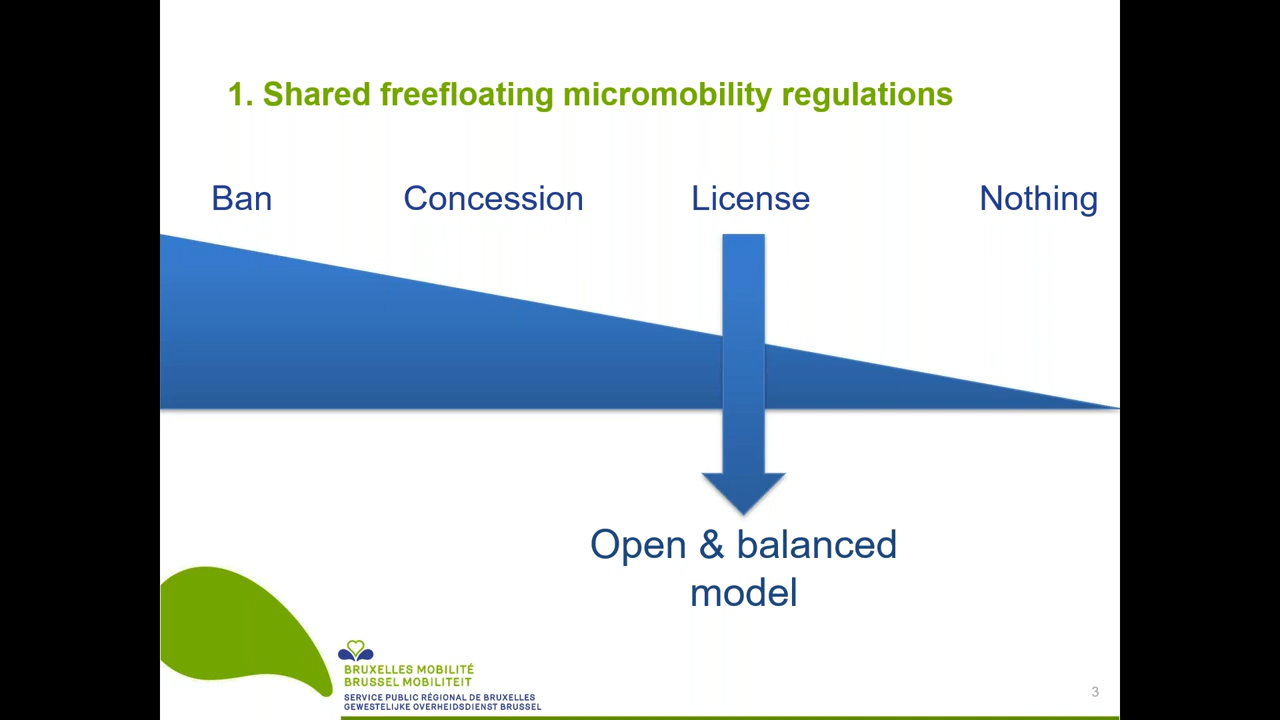 1. Shared freefloating micromobility regulations
Ban Concession License Nothing
Open & balanced
model
BRUXELLES MOBILITÉ
BRUSSEL MOBILITEIT
SERVICE PUBLIC RÉGIONAL DE BRUXELLES
GEWESTELIJKE OVERHEIDSDIENST BRUSSEL
3